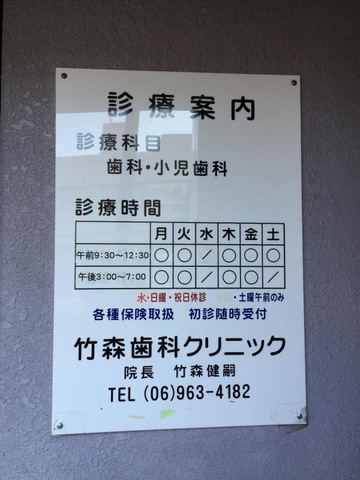 診療案内
診療科目
歯科・小児歯科
診療時間
月 火 水 木 金 土
午前9:30〜12:30 〇 〇 / 〇 〇 〇
午後3:00〜7:00 〇 〇 / 〇 〇 /
水・日曜・祝日休診 ・土曜午前のみ
各種保険取扱 初診随時受付
竹森歯科クリニック
院長 竹森健嗣
TEL (06)963-4182